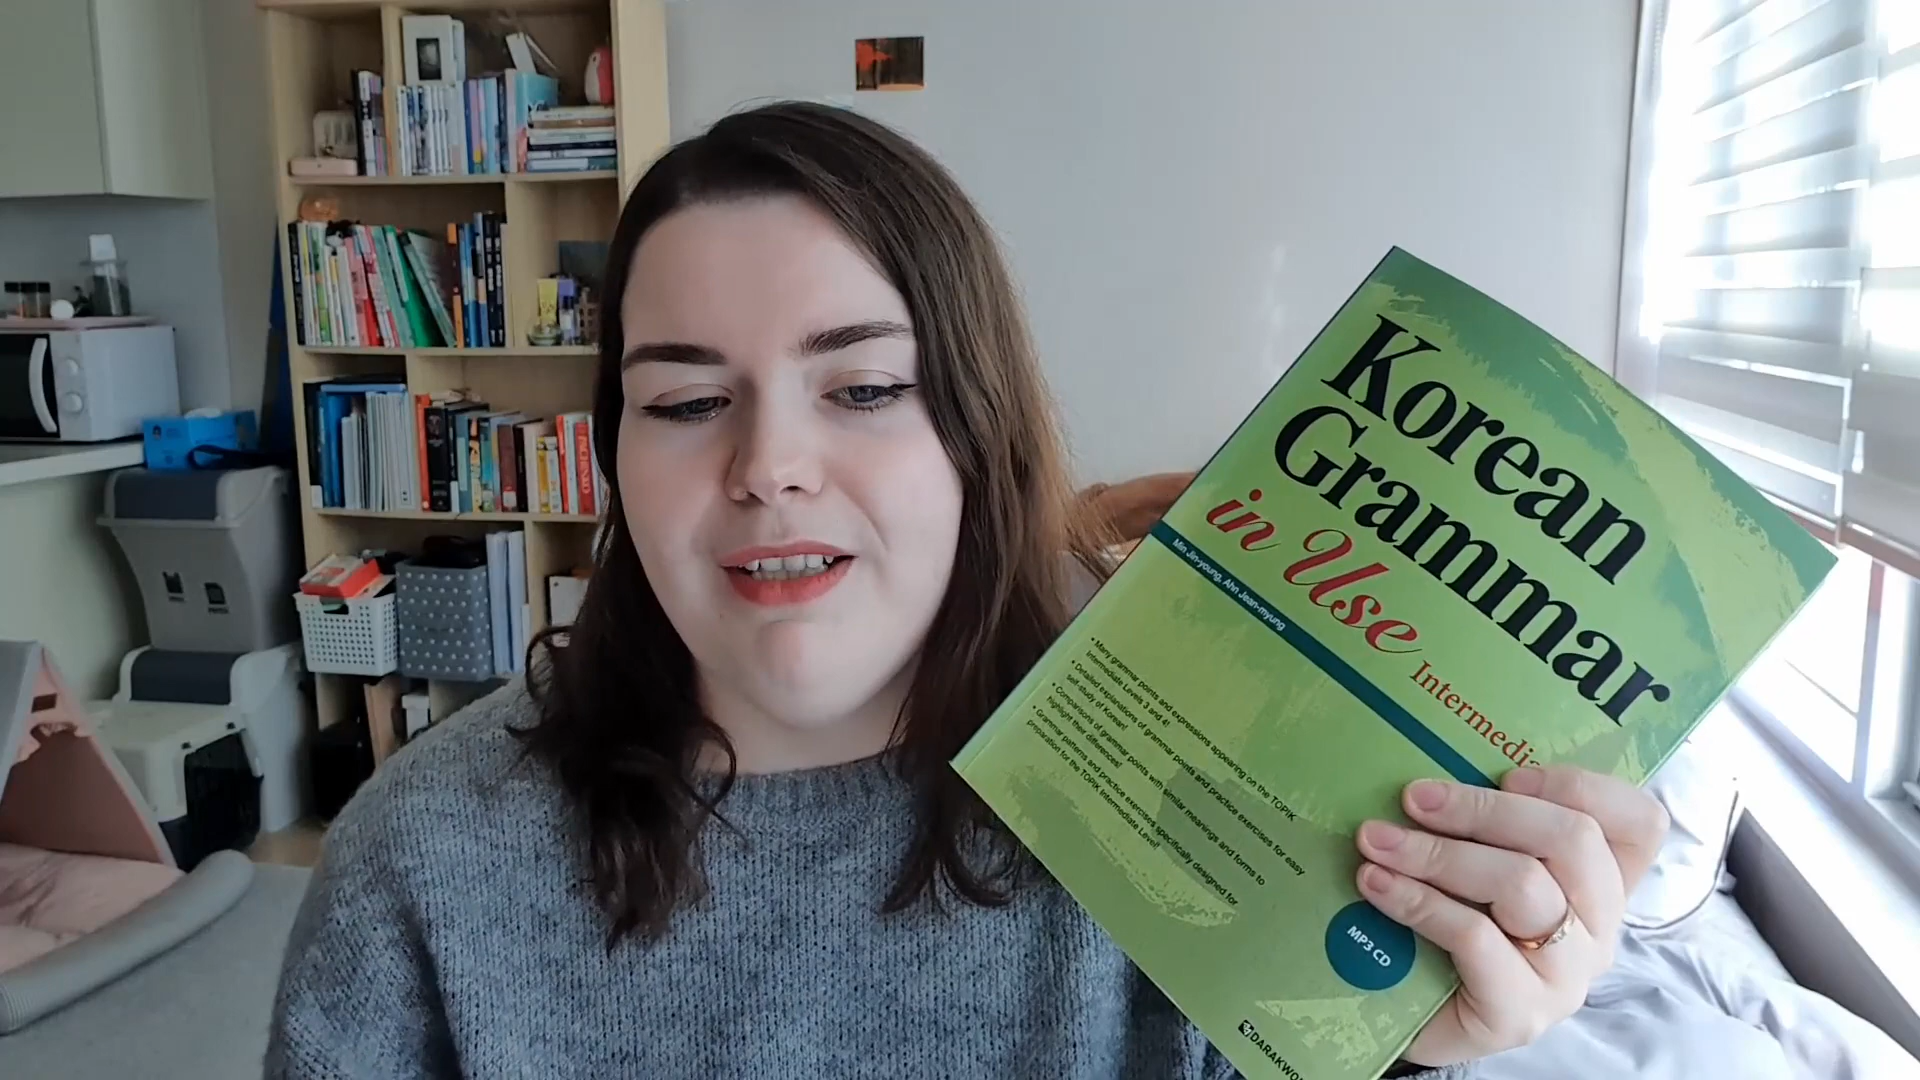 Korean
Grammar
in Use
Intermedia
Min Jin-young, Ahn Jean-myung
• Many grammar points and expressions appearing on the TOPIK
Intermediate Levels 3 and 4!
• Detailed explanations of grammar points and practice exercises for easy
self-study of Korean!
• Comparisons of grammar points with similar meanings and forms to
highlight their differences!
• Grammar patterns and practice exercises specifically designed for
preparation for the TOPIK Intermediate Level!
MP3 CD
DARAKWO